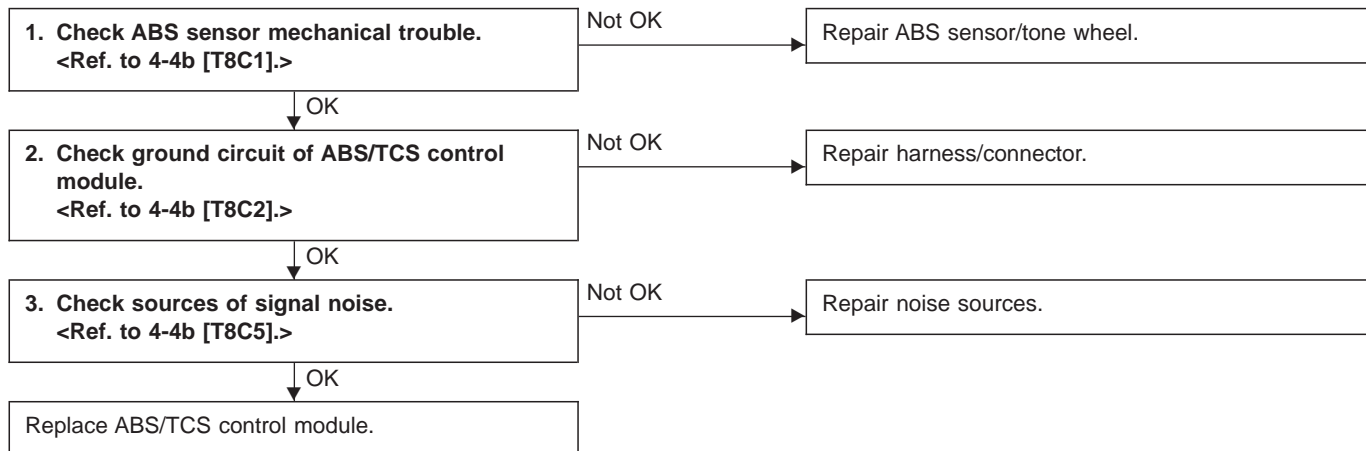 1. Check ABS sensor mechanical trouble.
<Ref. to 4-4b [T8C1].>
Not OK
Repair ABS sensor/tone wheel.
OK
2. Check ground circuit of ABS/TCS control
module.
<Ref. to 4-4b [T8C2].>
Not OK
Repair harness/connector.
OK
3. Check sources of signal noise.
<Ref. to 4-4b [T8C5].>
Not OK
Repair noise sources.
OK
Replace ABS/TCS control module.